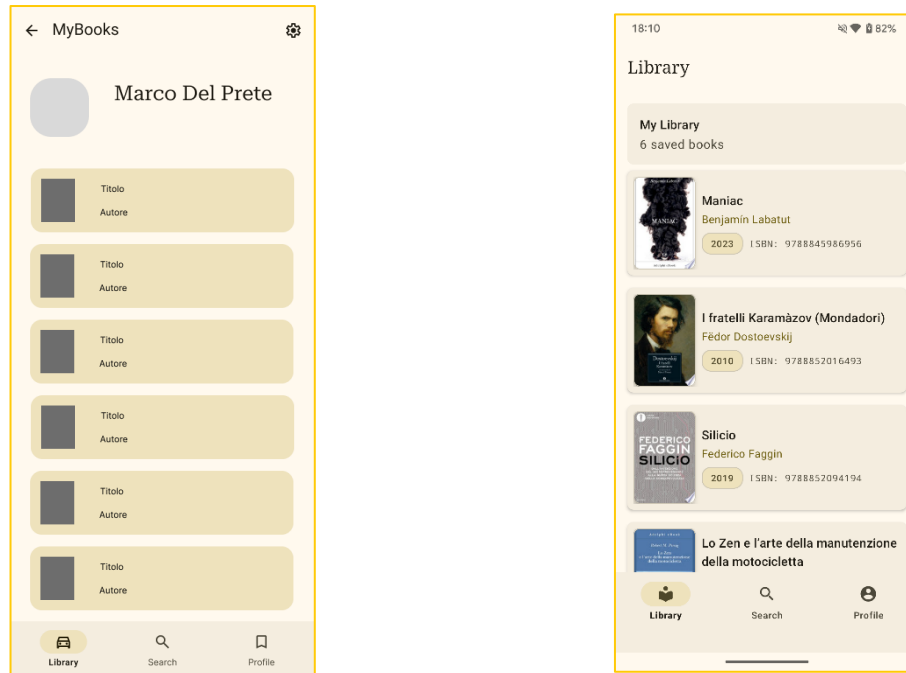 MyBooks
Marco Del Prete
Titolo
Autore
Titolo
Autore
Titolo
Autore
Titolo
Autore
Titolo
Autore
Titolo
Autore
Library Search Profile
18:10 82%
Library
My Library
6 saved books
MANIAC
Maniac
Benjamín Labatut
2023 ISBN: 9788845986956
I fratelli Karamàzov (Mondadori)
Fëdor Dostoevskij
2010 ISBN: 9788852016493
FEDERICO
FAGGIN
SILICIO
Silicio
Federico Faggin
2019 ISBN: 9788852094194
Lo Zen e l'arte della manutenzione
della motocicletta
Library Search Profile